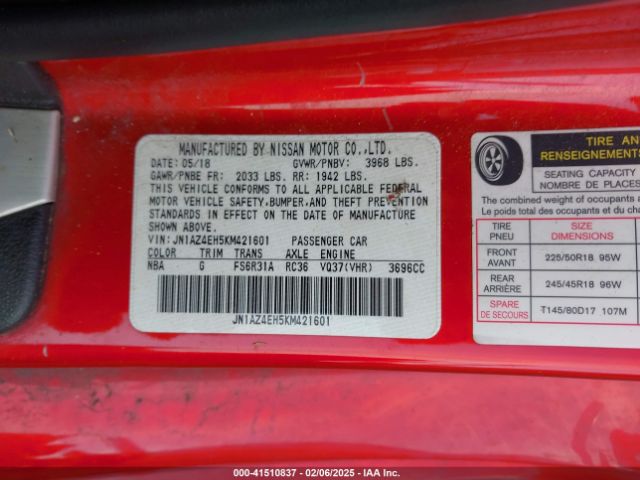 MANUFACTURED BY NISSAN MOTOR CO.,LTD.
DATE: 05/18 GVWR/PNBV: 3968 LBS.
GAWR/PNBE FR: 2033 LBS. RR: 1942 LBS.
THIS VEHICLE CONFORMS TO ALL APPLICABLE FEDERAL
MOTOR VEHICLE SAFETY,BUMPER,AND THEFT PREVENTION
STANDARDS IN EFFECT ON THE DATE OF MANUFACTURE
SHOWN ABOVE.
VIN: JN1AZ4EH5KM421601 PASSENGER CAR
COLOR TRIM TRANS AXLE ENGINE
NBA G FS6R31A RC36 VQ37(VHR) 3696CC
JN1AZ4EH5KM421601
TIRE AN
RENSEIGNEMENTS
SEATING CAPACITY
NOMBRE DE PLACES
The combined weight of occupants a
Le poids total des occupants et du c
TIRE SIZE
PNEU DIMENSIONS
FRONT
AVANT 225/50R18 95W
REAR
ARRIÈRE 245/45R18 96W
SPARE
DE SECOURS T145/80D17 107M
000-41510837 - 02/06/2025 - IAA Inc.